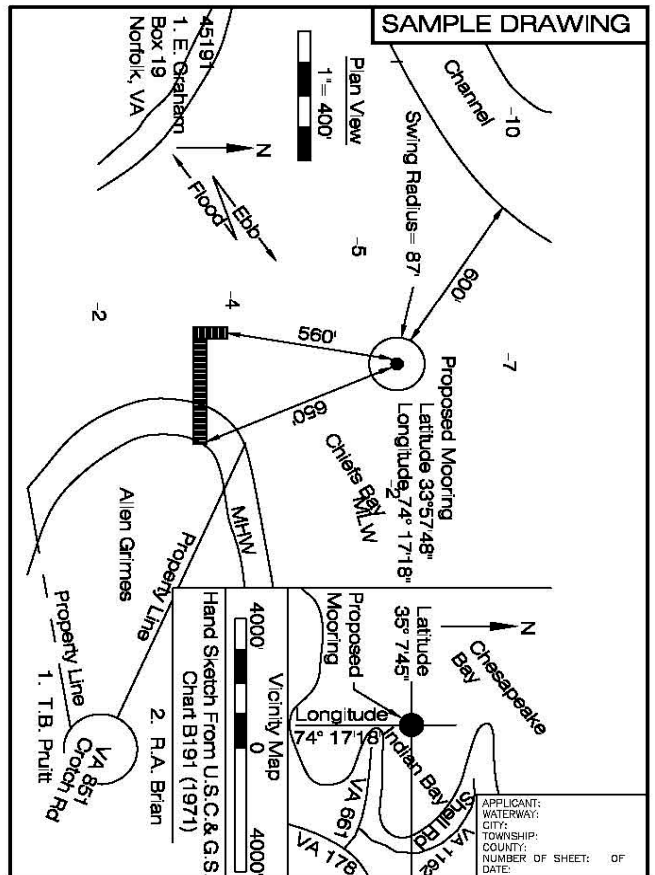 SAMPLE DRAWING
Plan View
1"= 400'
45191
1. E. Graham
Box 19
Norfolk, VA
N
Flood
Ebb
Channel
-10
Swing Radius= 87'
-5
-4
-2
-7
600'
560'
650'
Proposed Mooring
Latitude 33°57'48"
Longitude 74° 17'18"
Chiefs Bay
-2
MLW
MHW
Allen Grimes
Property Line
Property Line
1. T.B. Pruitt
2. R.A. Brian
VA 851
Crotch Rd
N
Chesapeake
Bay
Latitude
35° 7'45"
Proposed
Mooring
Longitude
74° 17'18"
Indian Bay
Shell Rd
VA 1162
VA 661
VA 178
Vicinity Map
4000' 0 4000'
Hand Sketch From U.S.C.& G.S.
Chart B191 (1971)
APPLICANT:
WATERWAY:
CITY:
TOWNSHIP:
COUNTY:
NUMBER OF SHEET: OF
DATE: